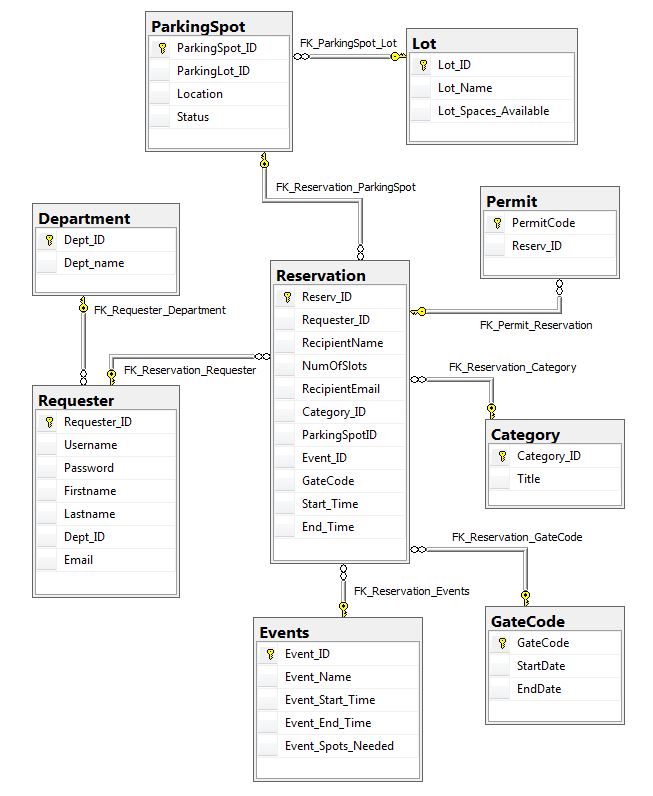 ParkingSpot
ParkingSpot_ID
ParkingLot_ID
Location
Status
FK_ParkingSpot_Lot
Lot
Lot_ID
Lot_Name
Lot_Spaces_Available
FK_Reservation_ParkingSpot
Department
Dept_ID
Dept_name
Permit
PermitCode
Reserv_ID
FK_Requester_Department
FK_Permit_Reservation
Reservation
Reserv_ID
Requester_ID
RecipientName
NumOfSlots
RecipientEmail
Category_ID
ParkingSpotID
Event_ID
GateCode
Start_Time
End_Time
FK_Reservation_Requester
FK_Reservation_Category
Requester
Requester_ID
Username
Password
Firstname
Lastname
Dept_ID
Email
Category
Category_ID
Title
FK_Reservation_GateCode
FK_Reservation_Events
Events
Event_ID
Event_Name
Event_Start_Time
Event_End_Time
Event_Spots_Needed
GateCode
GateCode
StartDate
EndDate